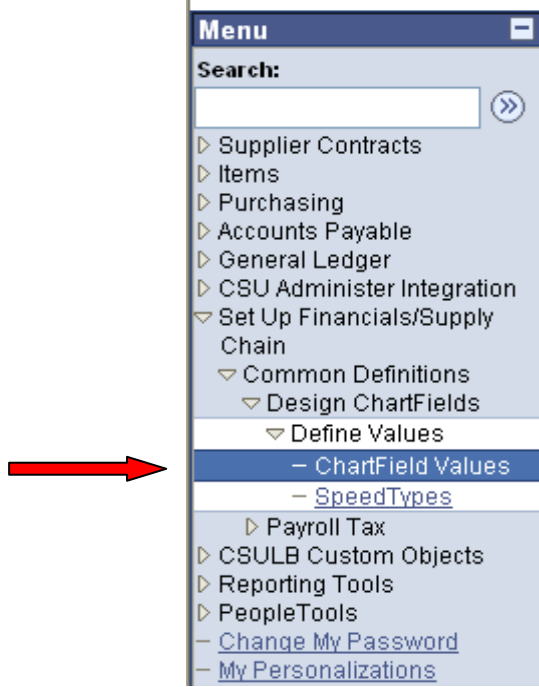 Menu
Search:
Supplier Contracts
Items
Purchasing
Accounts Payable
General Ledger
CSU Administer Integration
Set Up Financials/Supply
Chain
Common Definitions
Design ChartFields
Define Values
– ChartField Values
– SpeedTypes
Payroll Tax
CSULB Custom Objects
Reporting Tools
PeopleTools
– Change My Password
– My Personalizations